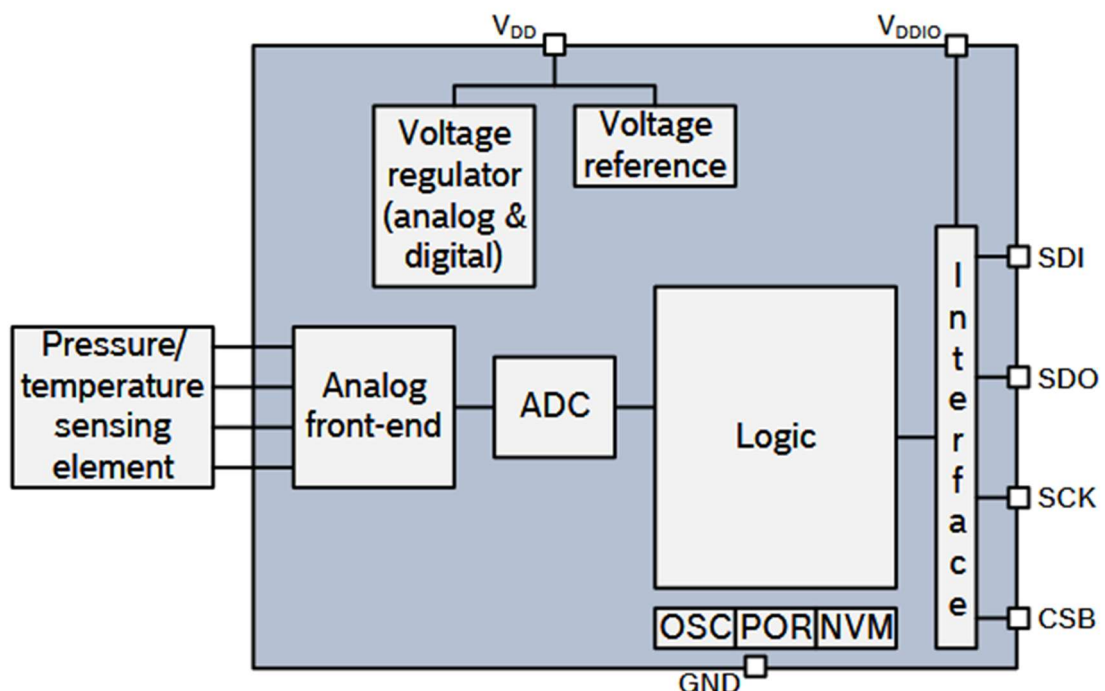 VDD
VDDIO
Voltage
regulator
(analog &
digital)
Voltage
reference
Pressure/
temperature
sensing
element
Analog
front-end
ADC
Logic
Interface
SDI
SDO
SCK
CSB
OSC POR NVM
GND